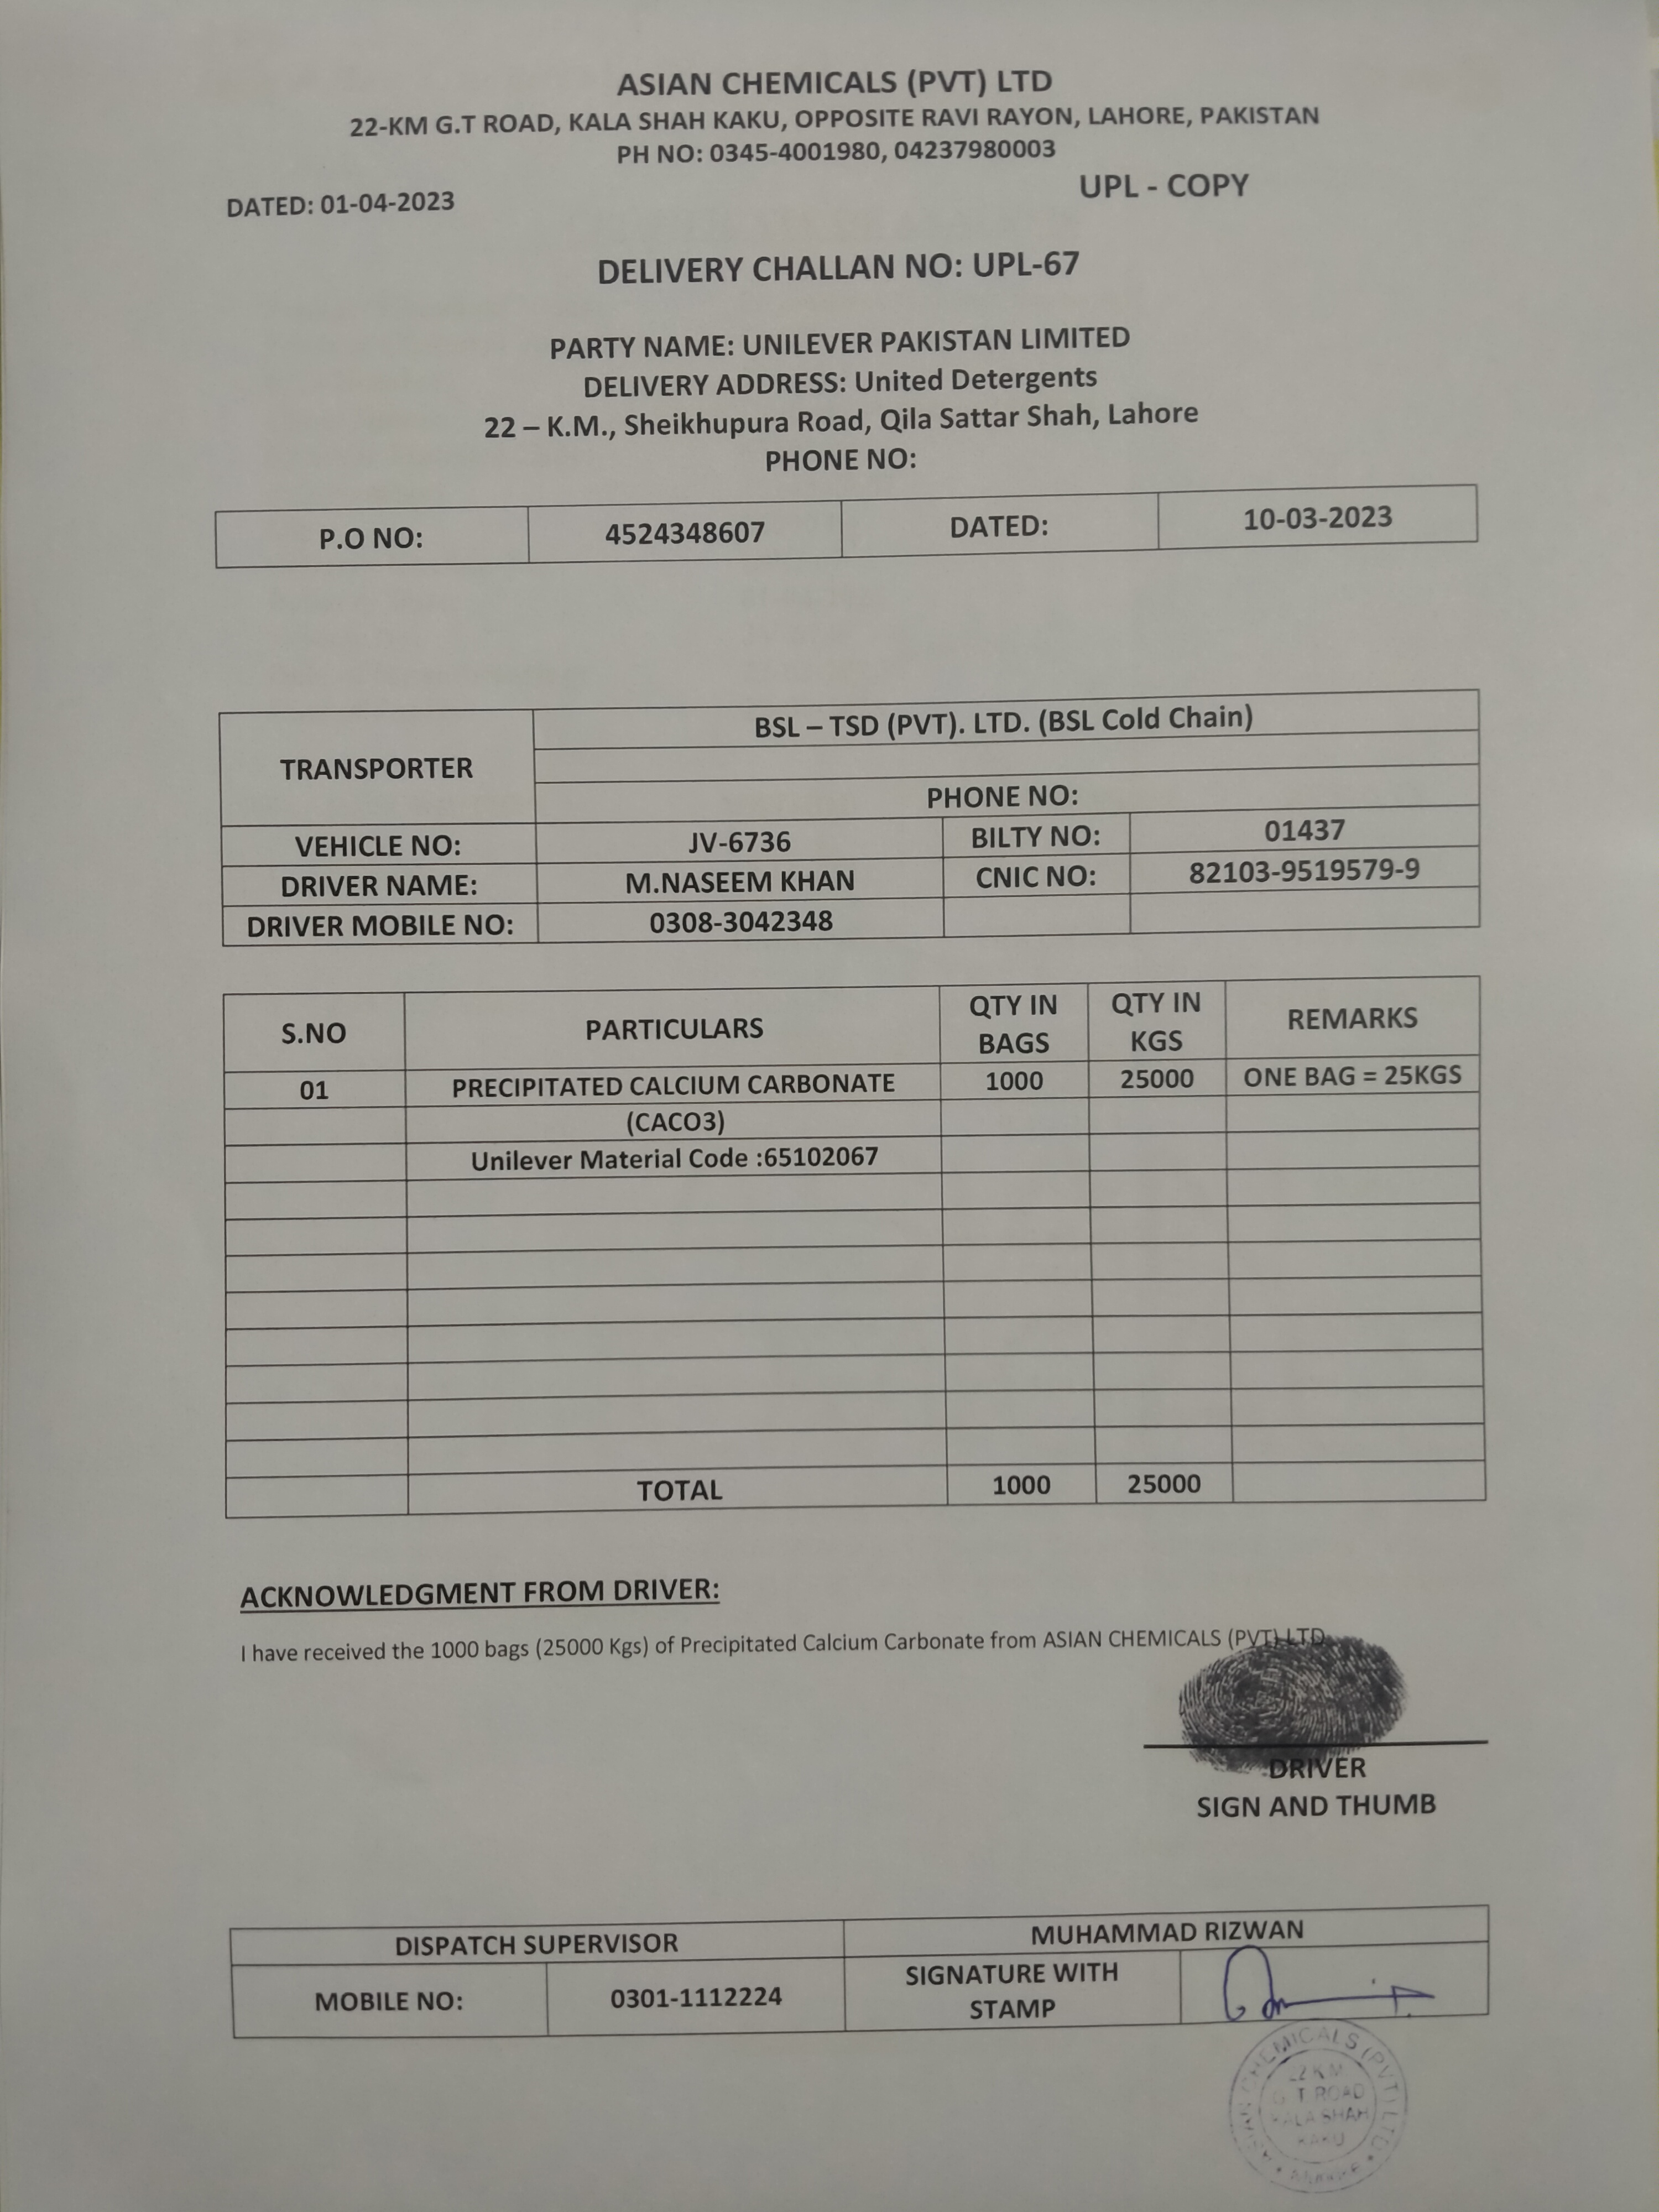 ASIAN CHEMICALS (PVT) LTD
22-KM G.T ROAD, KALA SHAH KAKU, OPPOSITE RAVI RAYON, LAHORE, PAKISTAN
PH NO: 0345-4001980, 04237980003
UPL - COPY
DATED: 01-04-2023
DELIVERY CHALLAN NO: UPL-67
PARTY NAME: UNILEVER PAKISTAN LIMITED
DELIVERY ADDRESS: United Detergents
22 – K.M., Sheikhupura Road, Qila Sattar Shah, Lahore
PHONE NO:
P.O NO: 4524348607 DATED: 10-03-2023
TRANSPORTER BSL – TSD (PVT). LTD. (BSL Cold Chain)
PHONE NO:
VEHICLE NO: JV-6736 BILTY NO: 01437
DRIVER NAME: M.NASEEM KHAN CNIC NO: 82103-9519579-9
DRIVER MOBILE NO: 0308-3042348
S.NO PARTICULARS QTY IN BAGS QTY IN KGS REMARKS
01 PRECIPITATED CALCIUM CARBONATE 1000 25000 ONE BAG = 25KGS
(CACO3)
Unilever Material Code :65102067
TOTAL 1000 25000
ACKNOWLEDGMENT FROM DRIVER:
I have received the 1000 bags (25000 Kgs) of Precipitated Calcium Carbonate from ASIAN CHEMICALS (PVT) LTD
DRIVER
SIGN AND THUMB
DISPATCH SUPERVISOR MUHAMMAD RIZWAN
MOBILE NO: 0301-1112224 SIGNATURE WITH STAMP
CHEMICALS (PVT) LTD
22 KM
G. T ROAD
KALA SHAH
KAKU